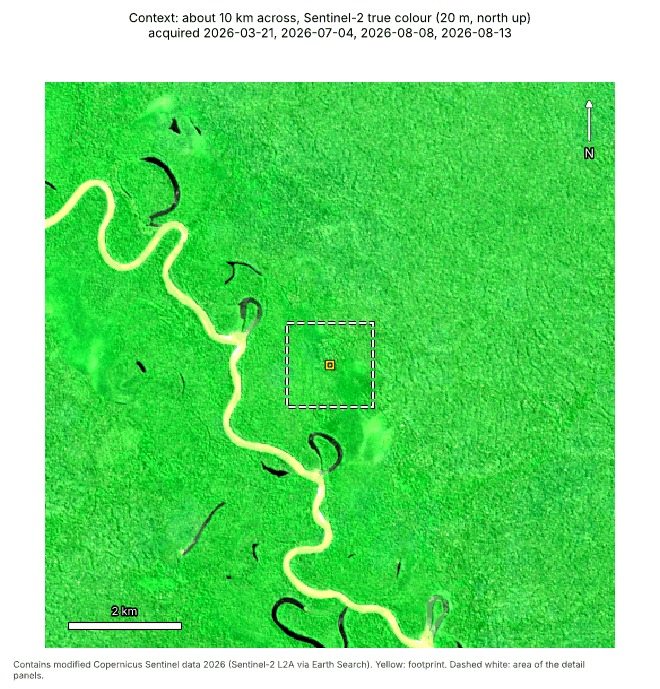 Context: about 10 km across, Sentinel-2 true colour (20 m, north up)
acquired 2026-03-21, 2026-07-04, 2026-08-08, 2026-08-13
N
2 km
Contains modified Copernicus Sentinel data 2026 (Sentinel-2 L2A via Earth Search). Yellow: footprint. Dashed white: area of the detail
panels.